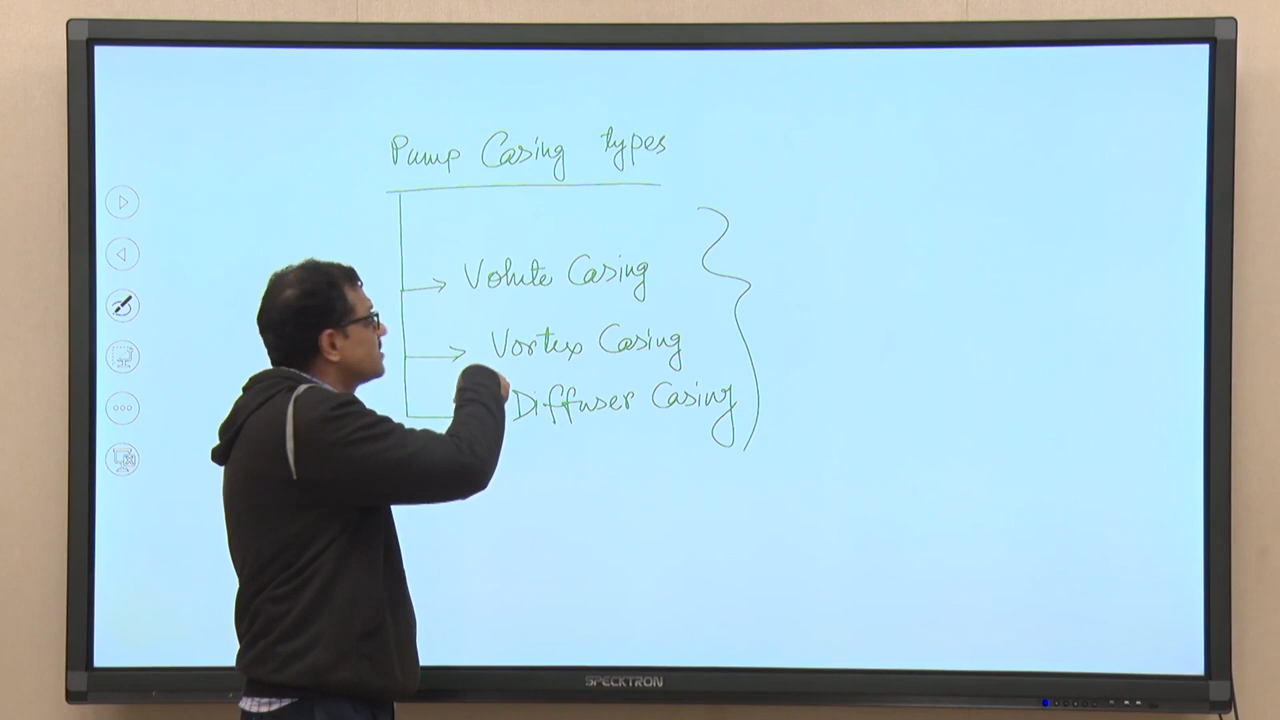 Pump Casing types
Volute Casing
Vortex Casing
Diffuser Casing
SPECKTRON